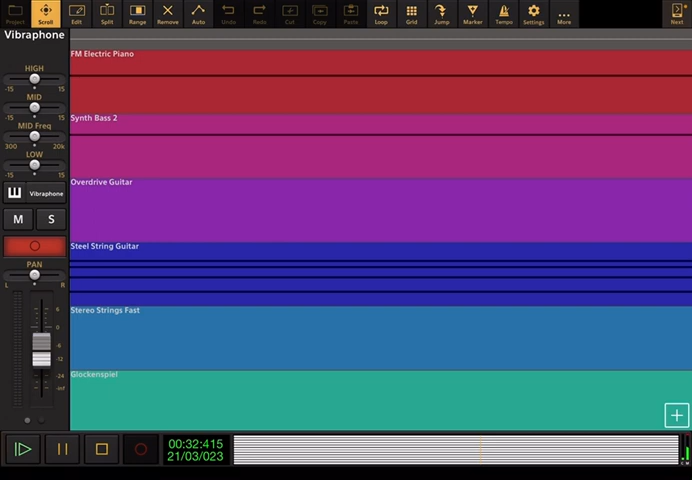 Project Scroll Edit Split Range Remove Auto Undo Redo Cut Copy Paste Loop Grid Jump Marker Tempo Settings More Next
Vibraphone
HIGH
-15 15
MID
-15 15
MID Freq
300 20k
LOW
-15 15
Vibraphone
M S
PAN
L R
6
0
-6
-12
-24
-inf
FM Electric Piano
Synth Bass 2
Overdrive Guitar
Steel String Guitar
Stereo Strings Fast
Glockenspiel
00:32:415
21/03/023
C M